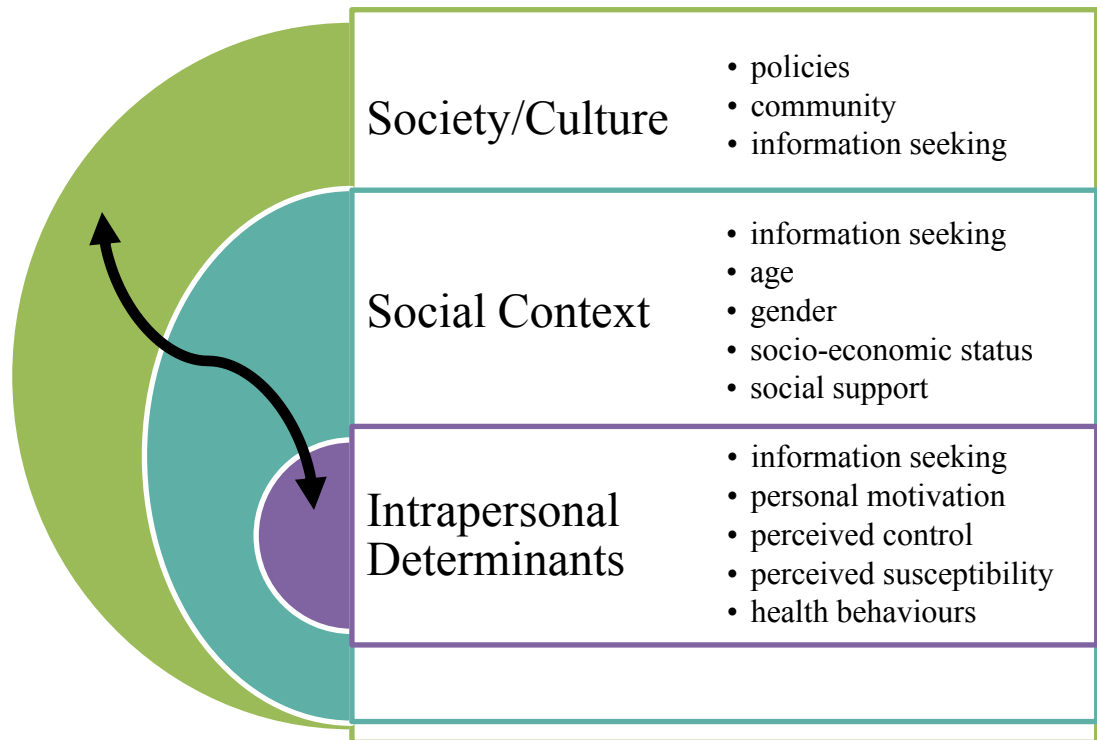 Society/Culture
• policies
• community
• information seeking
Social Context
• information seeking
• age
• gender
• socio-economic status
• social support
Intrapersonal
Determinants
• information seeking
• personal motivation
• perceived control
• perceived susceptibility
• health behaviours